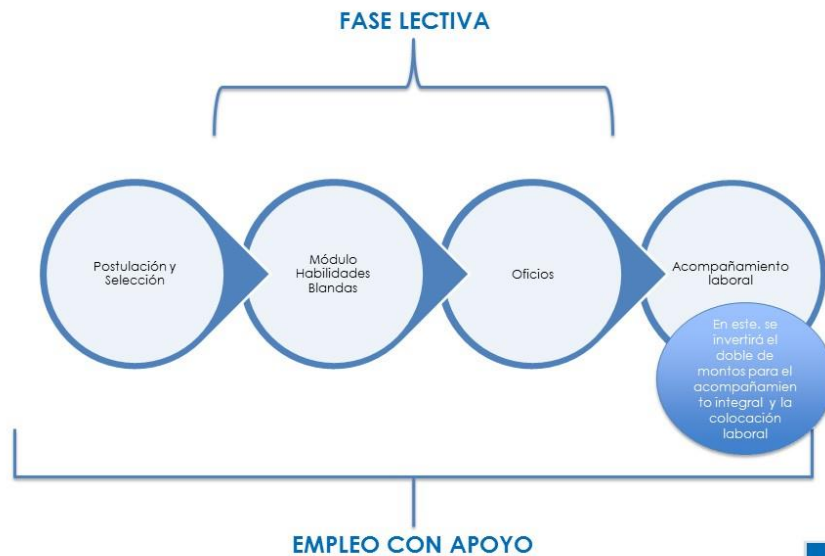 FASE LECTIVA
Postulación y
Selección
Módulo
Habilidades
Blandas
Oficios
Acompañamiento
laboral
En este, se
invertirá el
doble de
montos para el
acompañamien
to integral y la
colocación
laboral
EMPLEO CON APOYO